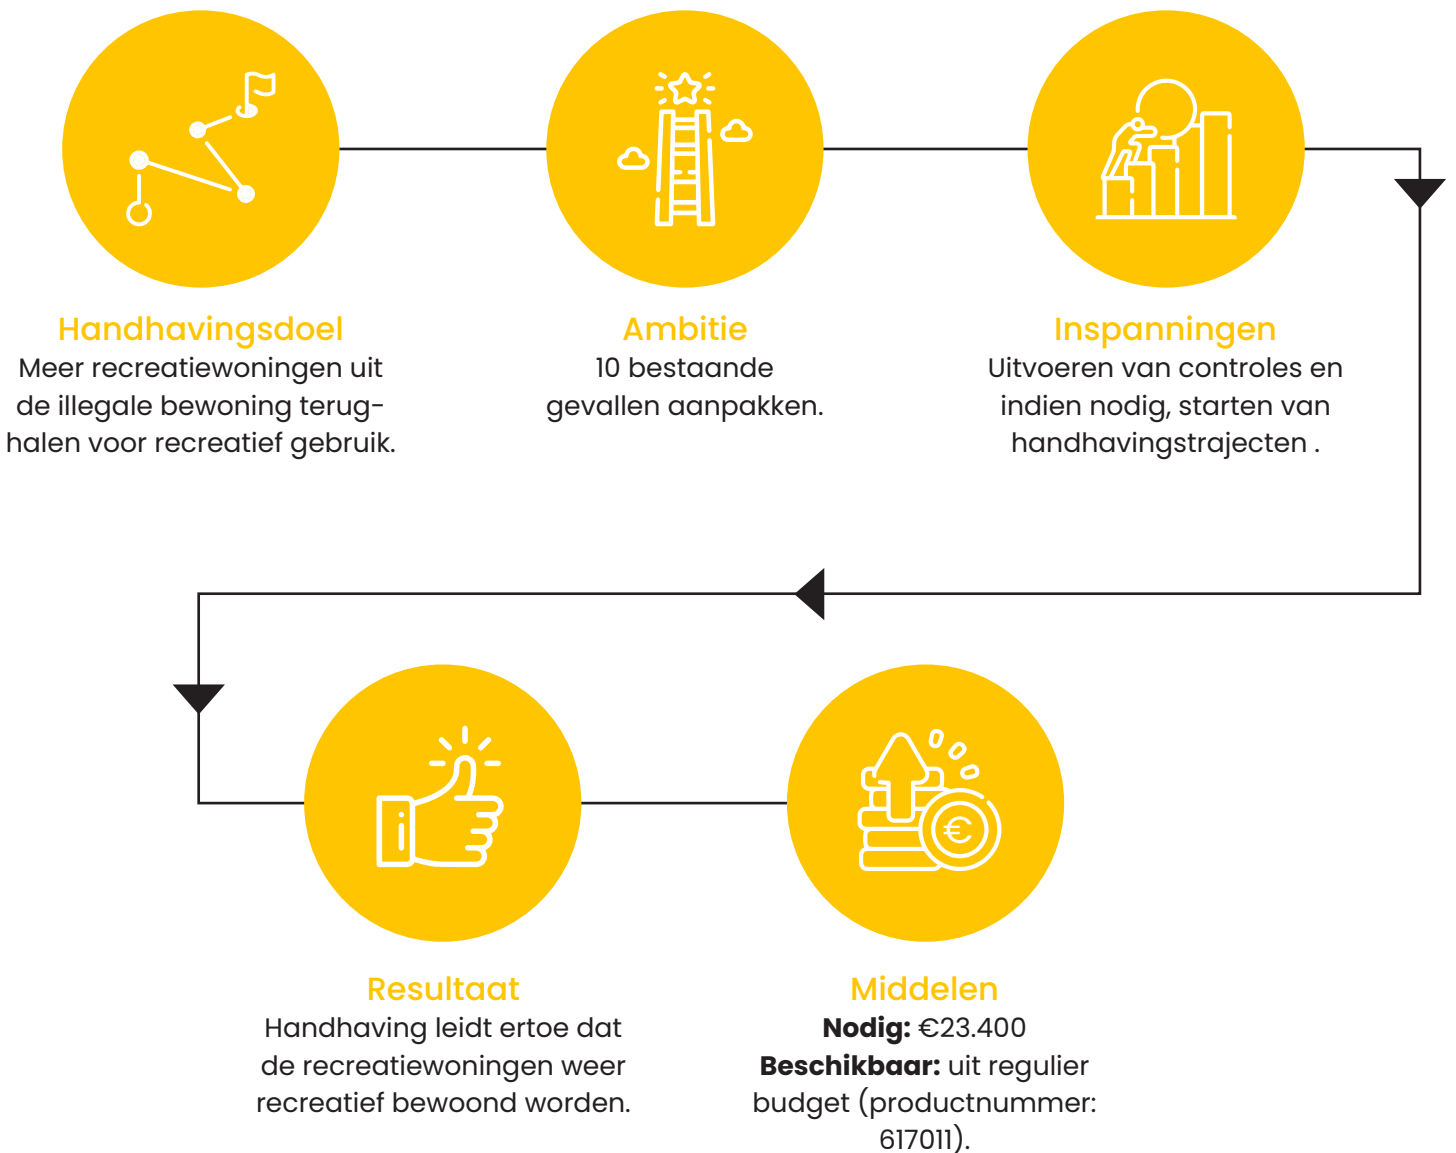 Handhavingsdoel
Meer recreatiewoningen uit
de illegale bewoning terug-
halen voor recreatief gebruik.
Ambitie
10 bestaande
gevallen aanpakken.
Inspanningen
Uitvoeren van controles en
indien nodig, starten van
handhavingstrajecten .
Resultaat
Handhaving leidt ertoe dat
de recreatiewoningen weer
recreatief bewoond worden.
Middelen
Nodig: €23.400
Beschikbaar: uit regulier
budget (productnummer:
617011).